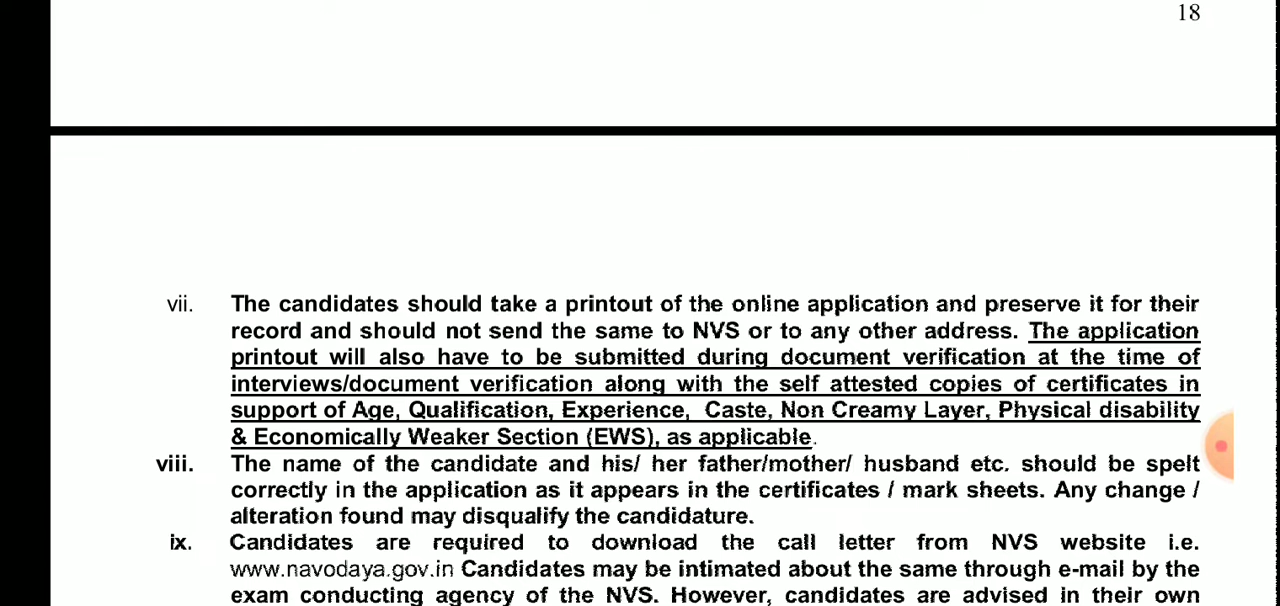 18
vii. The candidates should take a printout of the online application and preserve it for their
record and should not send the same to NVS or to any other address. The application
printout will also have to be submitted during document verification at the time of
interviews/document verification along with the self attested copies of certificates in
support of Age, Qualification, Experience, Caste, Non Creamy Layer, Physical disability
& Economically Weaker Section (EWS), as applicable.
viii. The name of the candidate and his/ her father/mother/ husband etc. should be spelt
correctly in the application as it appears in the certificates / mark sheets. Any change /
alteration found may disqualify the candidature.
ix. Candidates are required to download the call letter from NVS website i.e.
www.navodaya.gov.in Candidates may be intimated about the same through e-mail by the
exam conducting agency of the NVS. However, candidates are advised in their own